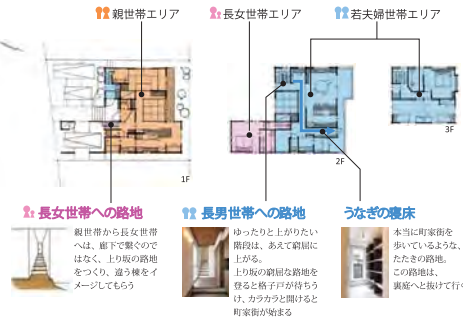 親世帯エリア
長女世帯エリア
若夫婦世帯エリア
1F
2F
3F
長女世帯への路地
親世帯から長女世帯
へは、廊下で繋ぐので
はなく、上り坂の路地
をつくり、違う棟をイ
メージしてもらう
長男世帯への路地
ゆったりと上がりたい
階段は、あえて窮屈に
上がる。
上り坂の窮屈な路地を
登ると格子戸が待ちう
け、カラカラと開けると
町家街が始まる
うなぎの寝床
本当に町家街を
歩いているような、
たたきの路地。
この路地は、
裏庭へと抜けて行く